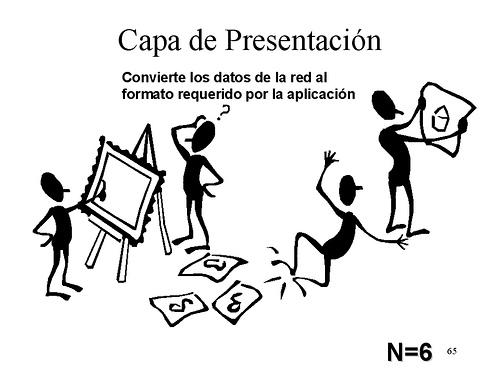 Capa de Presentación
Convierte los datos de la red al
formato requerido por la aplicación
?
N=6 65